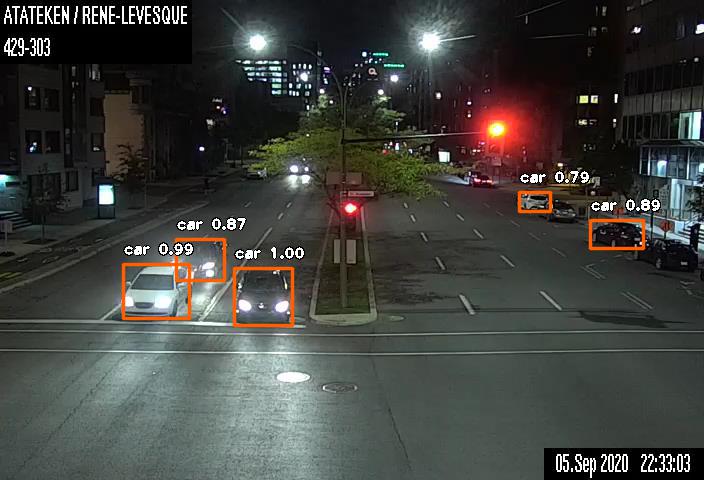 ATATEKEN / RENE-LEVESQUE
429-303
car 0.79
car 0.89
car 0.87
car 0.99
car 1.00
05.Sep 2020 22:33:03